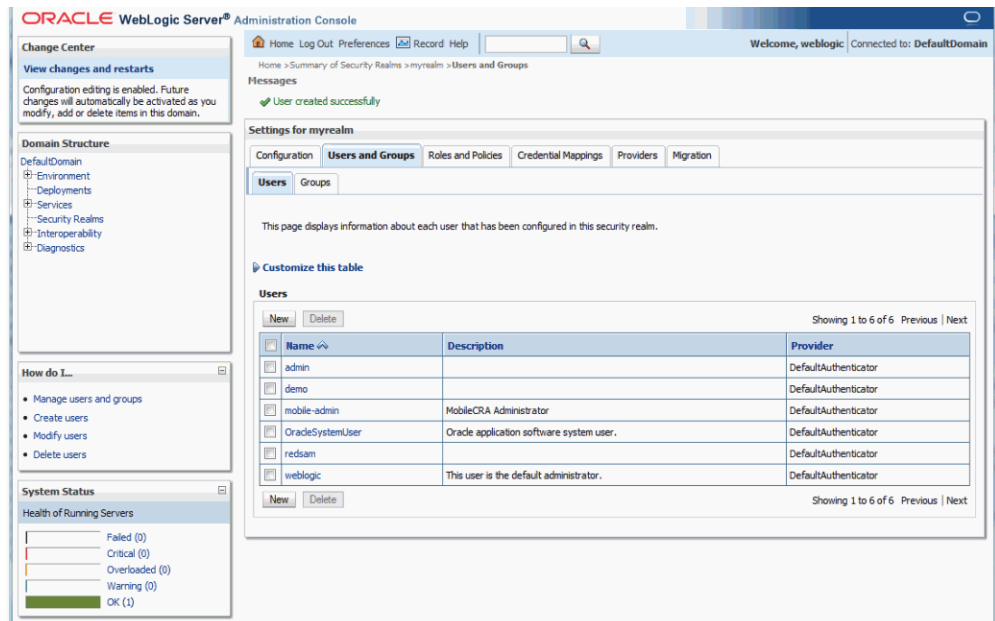 ORACLE WebLogic Server® Administration Console
Change Center
View changes and restarts
Configuration editing is enabled. Future
changes will automatically be activated as you
modify, add or delete items in this domain.
Domain Structure
DefaultDomain
Environment
Deployments
Services
Security Realms
Interoperability
Diagnostics
How do I...
Manage users and groups
Create users
Modify users
Delete users
System Status
Health of Running Servers
Failed (0)
Critical (0)
Overloaded (0)
Warning (0)
OK (1)
Home Log Out Preferences Record Help
Welcome, weblogic Connected to: DefaultDomain
Home >Summary of Security Realms >myrealm >Users and Groups
Messages
User created successfully
Settings for myrealm
Configuration Users and Groups Roles and Policies Credential Mappings Providers Migration
Users Groups
This page displays information about each user that has been configured in this security realm.
Customize this table
Users
New Delete Showing 1 to 6 of 6 Previous | Next
Name Description Provider
admin DefaultAuthenticator
demo DefaultAuthenticator
mobile-admin MobileCRA Administrator DefaultAuthenticator
OracleSystemUser Oracle application software system user. DefaultAuthenticator
redsam DefaultAuthenticator
weblogic This user is the default administrator. DefaultAuthenticator
New Delete Showing 1 to 6 of 6 Previous | Next